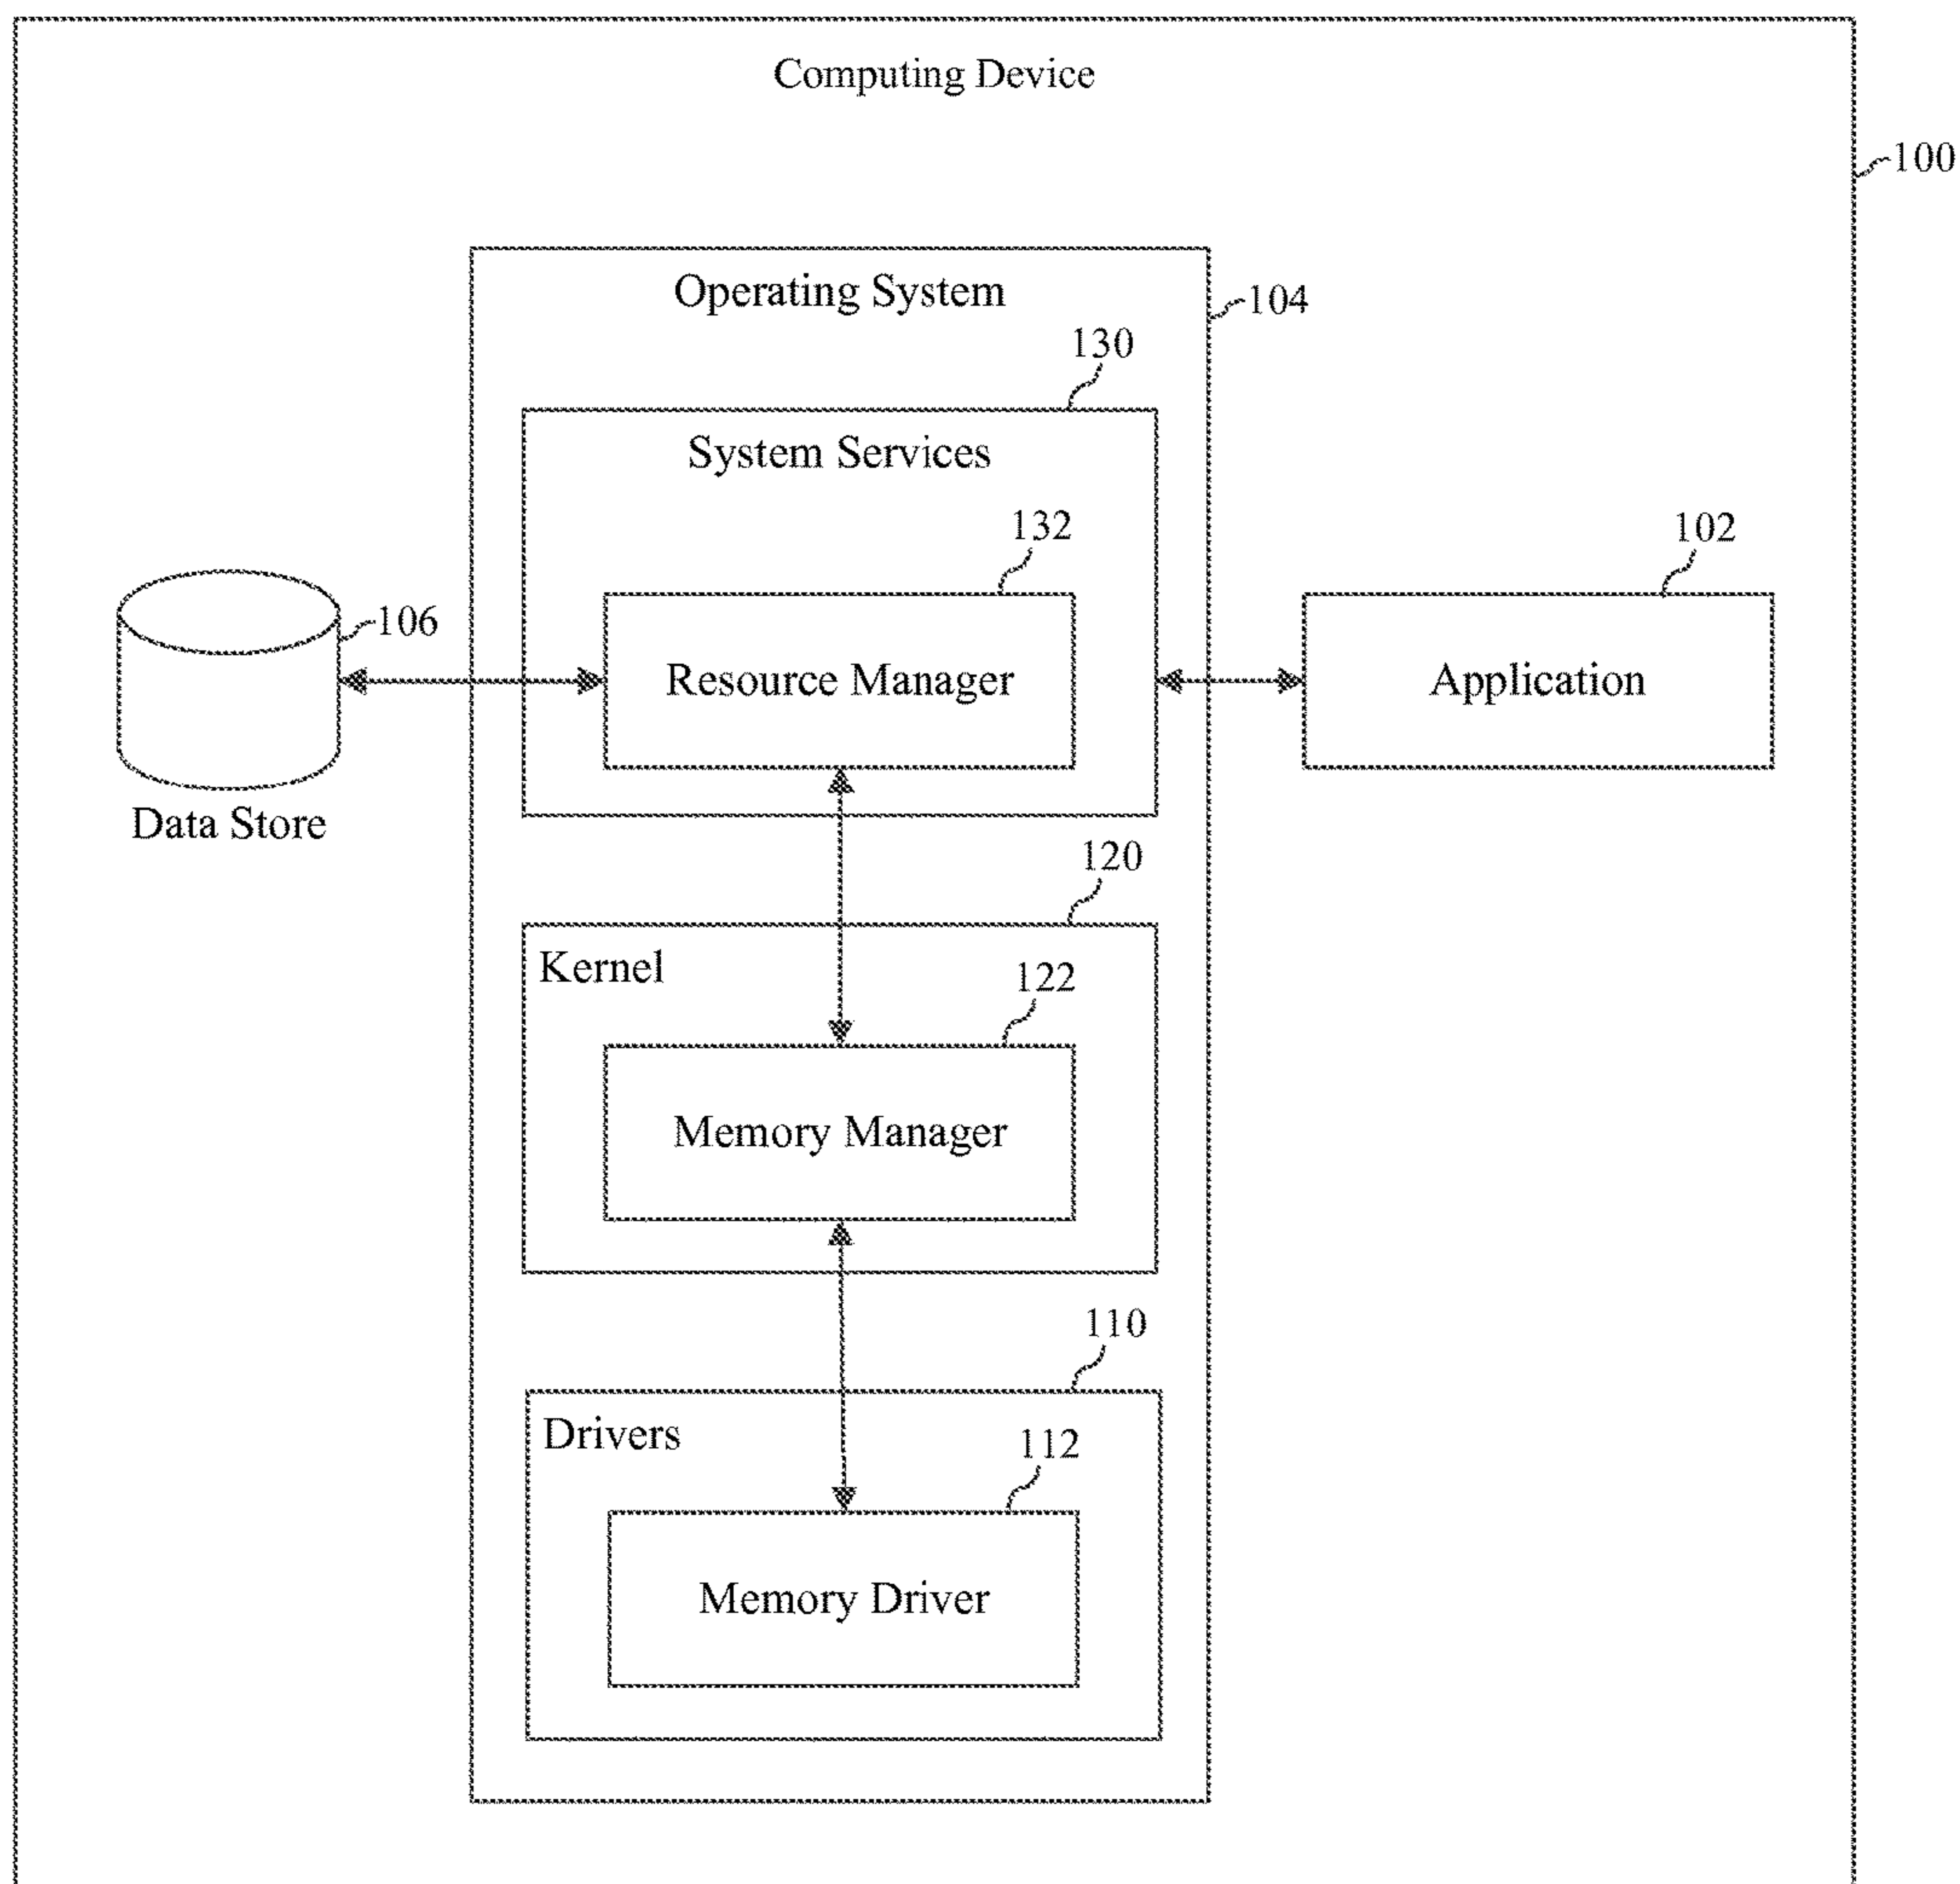 Computing Device
100
Operating System
104
130
System Services
132
102
106
Resource Manager
Application
Data Store
120
Kernel
122
Memory Manager
110
Drivers
112
Memory Driver